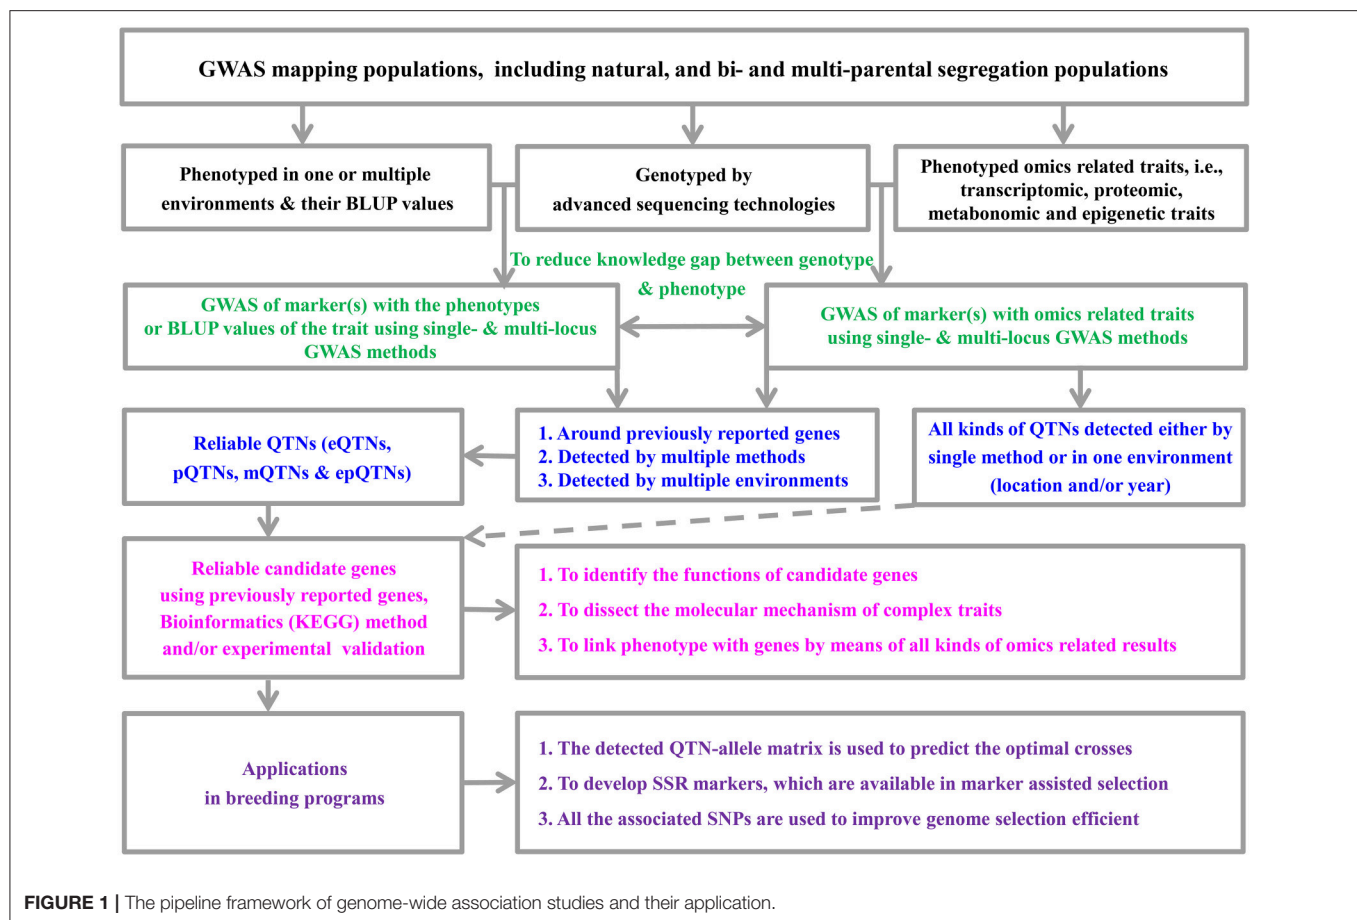 GWAS mapping populations, including natural, and bi- and multi-parental segregation populations
Phenotyped in one or multiple
environments & their BLUP values
Genotyped by
advanced sequencing technologies
Phenotyped omics related traits, i.e.,
transcriptomic, proteomic,
metabonomic and epigenetic traits
To reduce knowledge gap between genotype
& phenotype
GWAS of marker(s) with the phenotypes
or BLUP values of the trait using single- & multi-locus
GWAS methods
GWAS of marker(s) with omics related traits
using single- & multi-locus GWAS methods
Reliable QTNs (eQTNs,
pQTNs, mQTNs & epQTNs)
1. Around previously reported genes
2. Detected by multiple methods
3. Detected by multiple environments
All kinds of QTNs detected either by
single method or in one environment
(location and/or year)
Reliable candidate genes
using previously reported genes,
Bioinformatics (KEGG) method
and/or experimental validation
1. To identify the functions of candidate genes
2. To dissect the molecular mechanism of complex traits
3. To link phenotype with genes by means of all kinds of omics related results
Applications
in breeding programs
1. The detected QTN-allele matrix is used to predict the optimal crosses
2. To develop SSR markers, which are available in marker assisted selection
3. All the associated SNPs are used to improve genome selection efficient
FIGURE 1 | The pipeline framework of genome-wide association studies and their application.